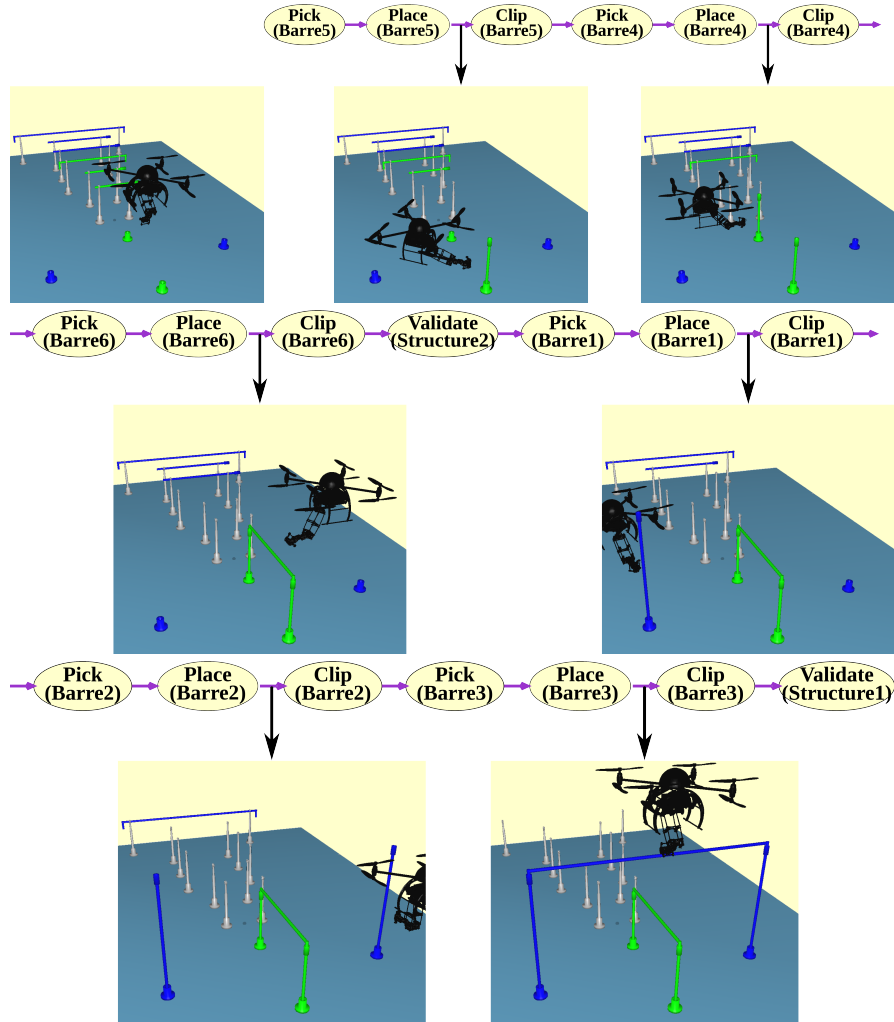 Pick Place Clip Pick Place Clip
(Barre5) (Barre5) (Barre5) (Barre4) (Barre4) (Barre4)
Pick Place Clip Validate Pick Place Clip
(Barre6) (Barre6) (Barre6) (Structure2) (Barre1) (Barre1) (Barre1)
Pick Place Clip Pick Place Clip Validate
(Barre2) (Barre2) (Barre2) (Barre3) (Barre3) (Barre3) (Structure1)